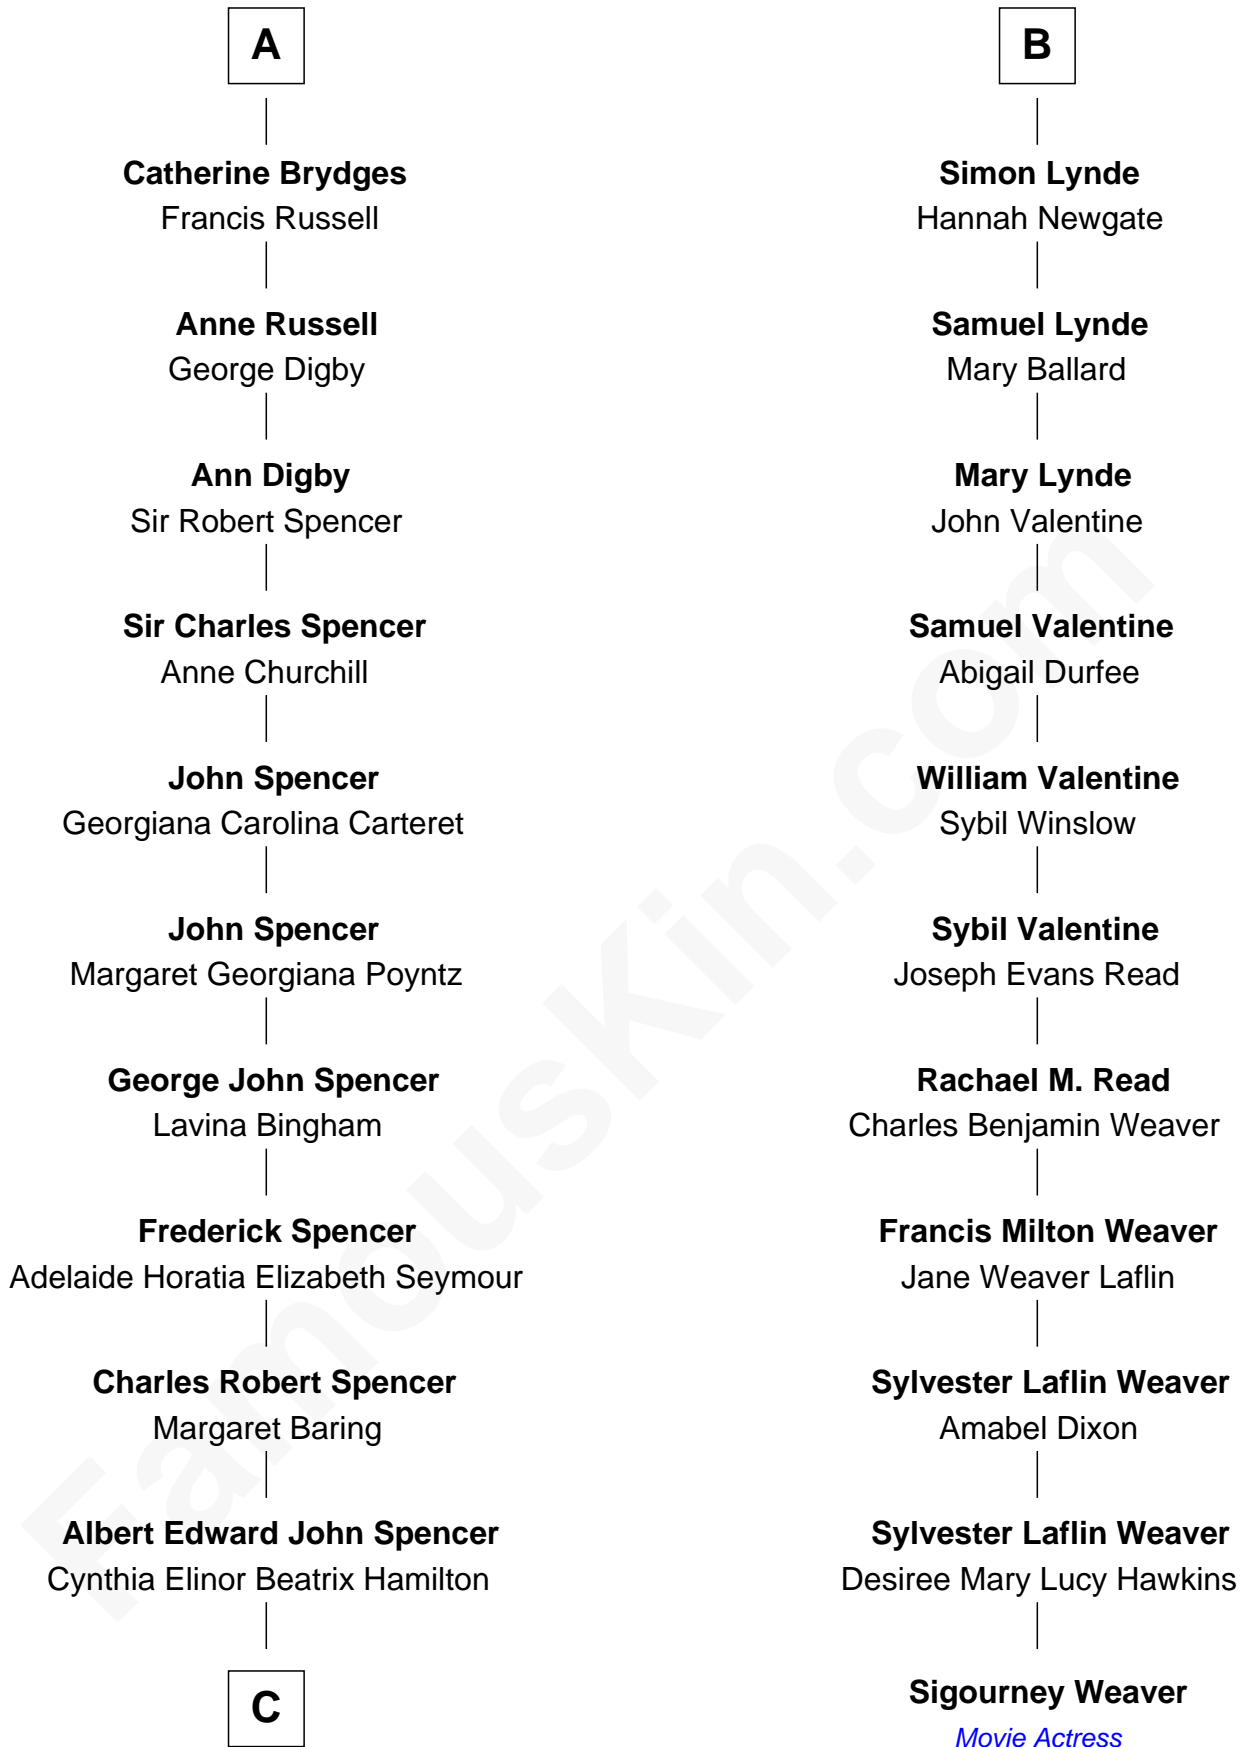 A
Catherine Brydges
Francis Russell
Anne Russell
George Digby
Ann Digby
Sir Robert Spencer
Sir Charles Spencer
Anne Churchill
John Spencer
Georgiana Carolina Carteret
John Spencer
Margaret Georgiana Poyntz
George John Spencer
Lavina Bingham
Frederick Spencer
Adelaide Horatia Elizabeth Seymour
Charles Robert Spencer
Margaret Baring
Albert Edward John Spencer
Cynthia Elinor Beatrix Hamilton
C
B
Simon Lynde
Hannah Newgate
Samuel Lynde
Mary Ballard
Mary Lynde
John Valentine
Samuel Valentine
Abigail Durfee
William Valentine
Sybil Winslow
Sybil Valentine
Joseph Evans Read
Rachael M. Read
Charles Benjamin Weaver
Francis Milton Weaver
Jane Weaver Laflin
Sylvester Laflin Weaver
Amabel Dixon
Sylvester Laflin Weaver
Desiree Mary Lucy Hawkins
Sigourney Weaver
Movie Actress
FamousKin.com